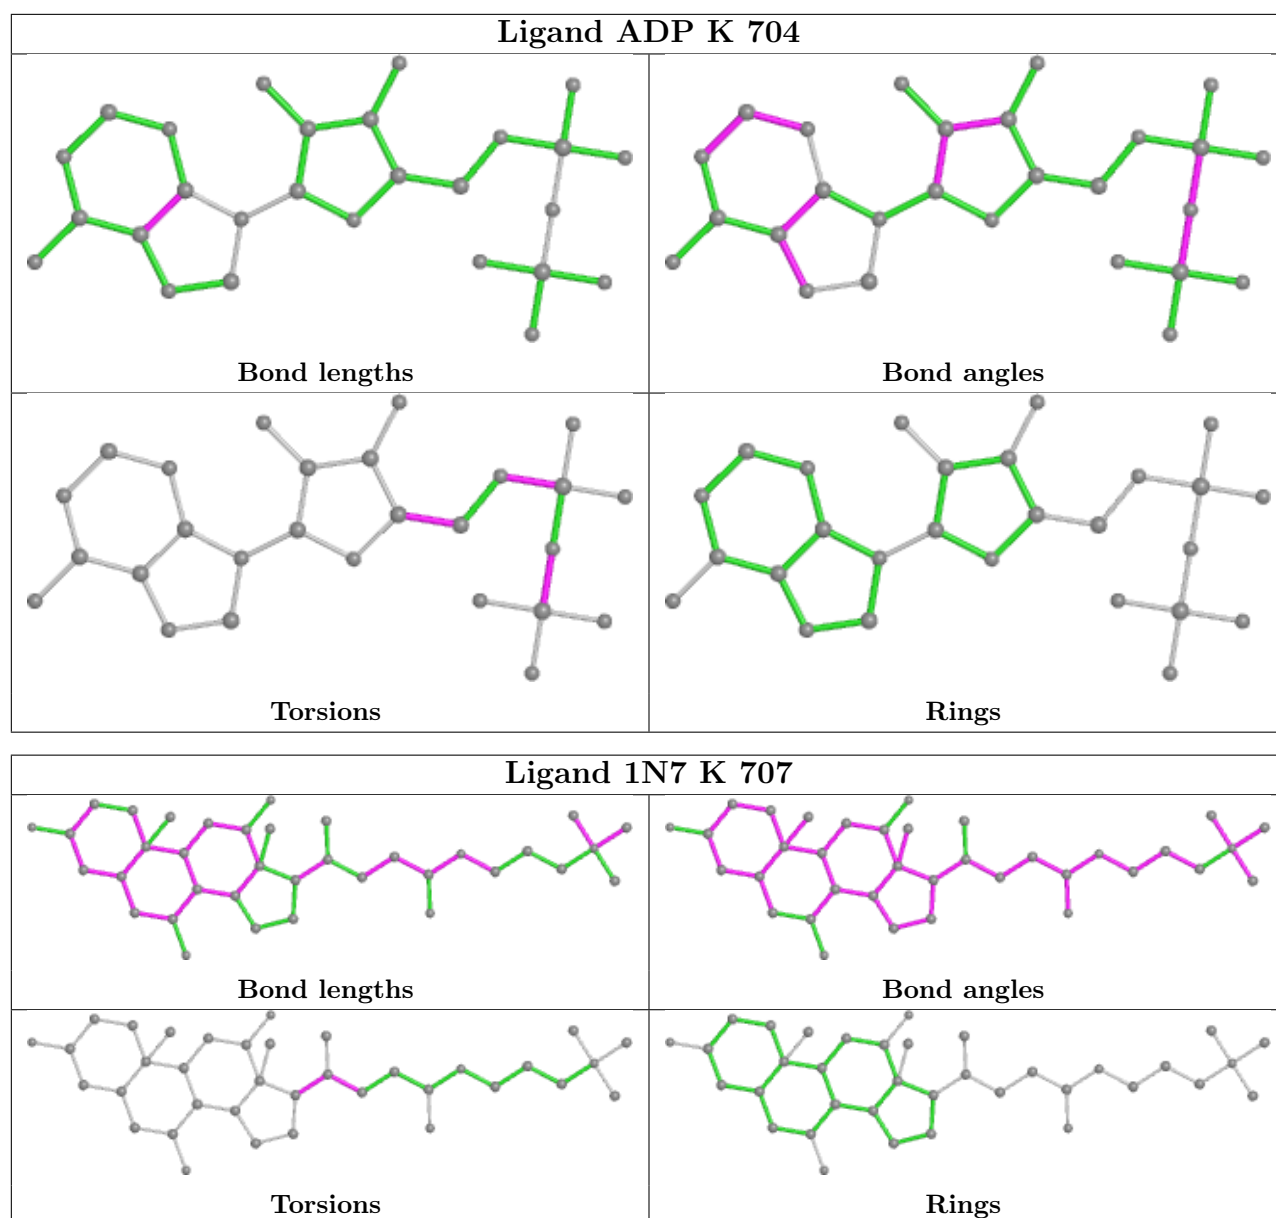 Ligand ADP K 704
Bond lengths
Bond angles
Torsions
Rings
Ligand 1N7 K 707
Bond lengths
Bond angles
Torsions
Rings